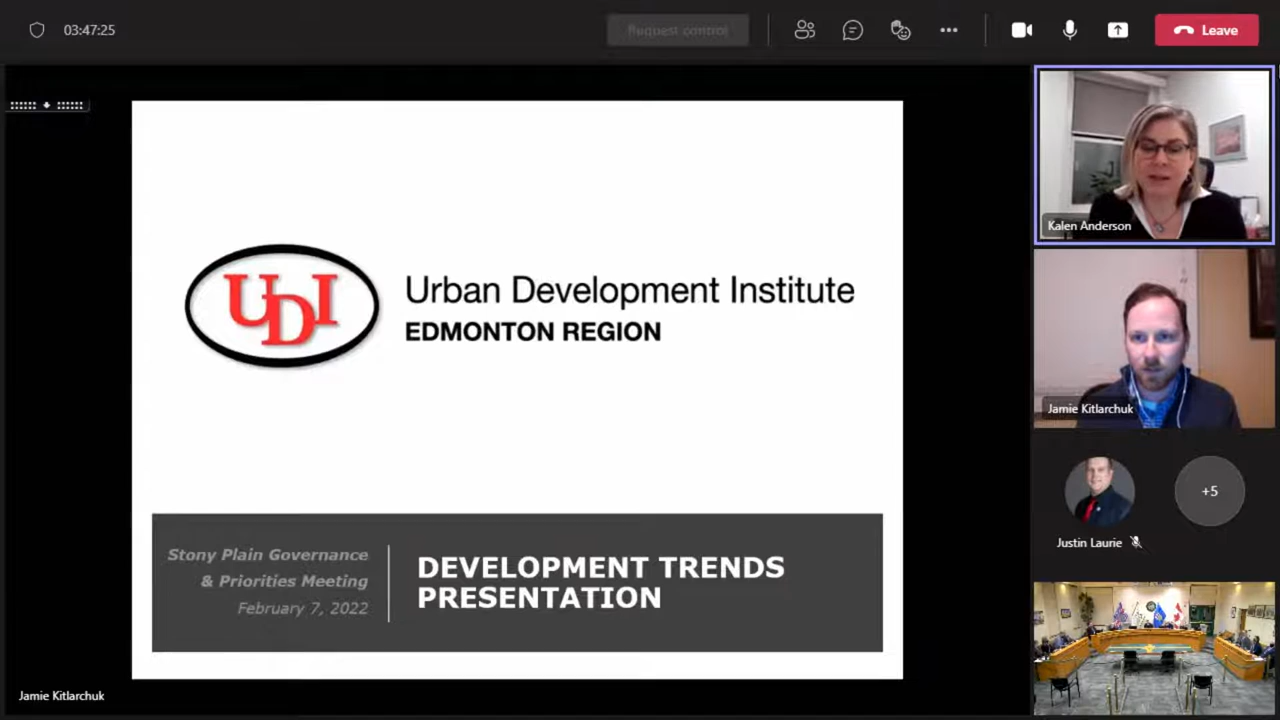 03:47:25
Request control
Leave
UDI
Urban Development Institute
EDMONTON REGION
Stony Plain Governance
& Priorities Meeting
February 7, 2022
DEVELOPMENT TRENDS
PRESENTATION
Kalen Anderson
Jamie Kitlarchuk
Justin Laurie
+5
Jamie Kitlarchuk